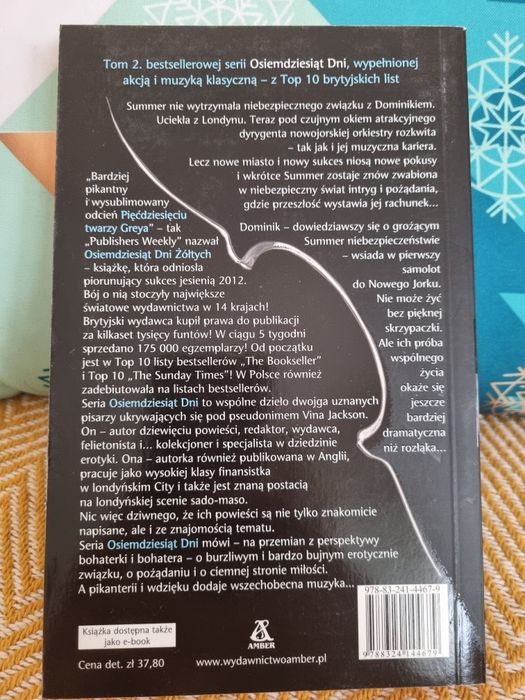 Tom 2. bestsellerowej serii Osiemdziesiąt Dni, wypełnionej
akcją i muzyką klasyczną – z Top 10 brytyjskich list
Summer nie wytrzymała niebezpiecznego związku z Dominikiem.
Uciekła z Londynu. Teraz pod czujnym okiem atrakcyjnego
dyrygenta nowojorskiej orkiestry rozkwita
– tak jak i jej muzyczna kariera.
Lecz nowe miasto i nowy sukces niosą nowe pokusy
i wkrótce Summer zostaje znów zwabiona
w niebezpieczny świat intryg i pożądania,
gdzie przeszłość wystawia jej rachunek...
Dominik – dowiedziawszy się o grożącym
Summer niebezpieczeństwie
– wsiada w pierwszy
samolot
do Nowego Jorku.
Nie może żyć
bez pięknej
skrzypaczki.
Ale ich próba
wspólnego
życia
okaże się
jeszcze
bardziej
dramatyczna
niż rozłąka...
„Bardziej
pikantny
i wysublimowany
odcień Pięćdziesięciu
twarzy Greya” – tak
„Publishers Weekly” nazwał
Osiemdziesiąt Dni Żółtych
– książkę, która odniosła
piorunujący sukces jesienią 2012.
Bój o nią stoczyły największe
światowe wydawnictwa w 14 krajach!
Brytyjski wydawca kupił prawa do publikacji
za kilkaset tysięcy funtów! W ciągu 5 tygodni
sprzedano 175 000 egzemplarzy! Od początku
jest w Top 10 listy bestsellerów „The Bookseller”
i Top 10 „The Sunday Times”! W Polsce również
zadebiutowała na listach bestsellerów.
Seria Osiemdziesiąt Dni to wspólne dzieło dwojga uznanych
pisarzy ukrywających się pod pseudonimem Vina Jackson.
On – autor dziewięciu powieści, redaktor, wydawca,
felietonista i... kolekcjoner i specjalista w dziedzinie
erotyki. Ona – autorka również publikowana w Anglii,
pracuje jako wysokiej klasy finansistka
w londyńskim City i także jest znaną postacią
na londyńskiej scenie sado-maso.
Nic więc dziwnego, że ich powieści są nie tylko znakomicie
napisane, ale i ze znajomością tematu.
Seria Osiemdziesiąt Dni mówi – na przemian z perspektywy
bohaterki i bohatera – o burzliwym i bardzo bujnym erotycznie
związku, o pożądaniu i o ciemnej stronie miłości.
A pikanterii i wdzięku dodaje wszechobecna muzyka...
Książka dostępna także
jako e-book
Cena det. zł 37,80
AMBER
www.wydawnictwoamber.pl
978-83-241-4467-9
9788324144679